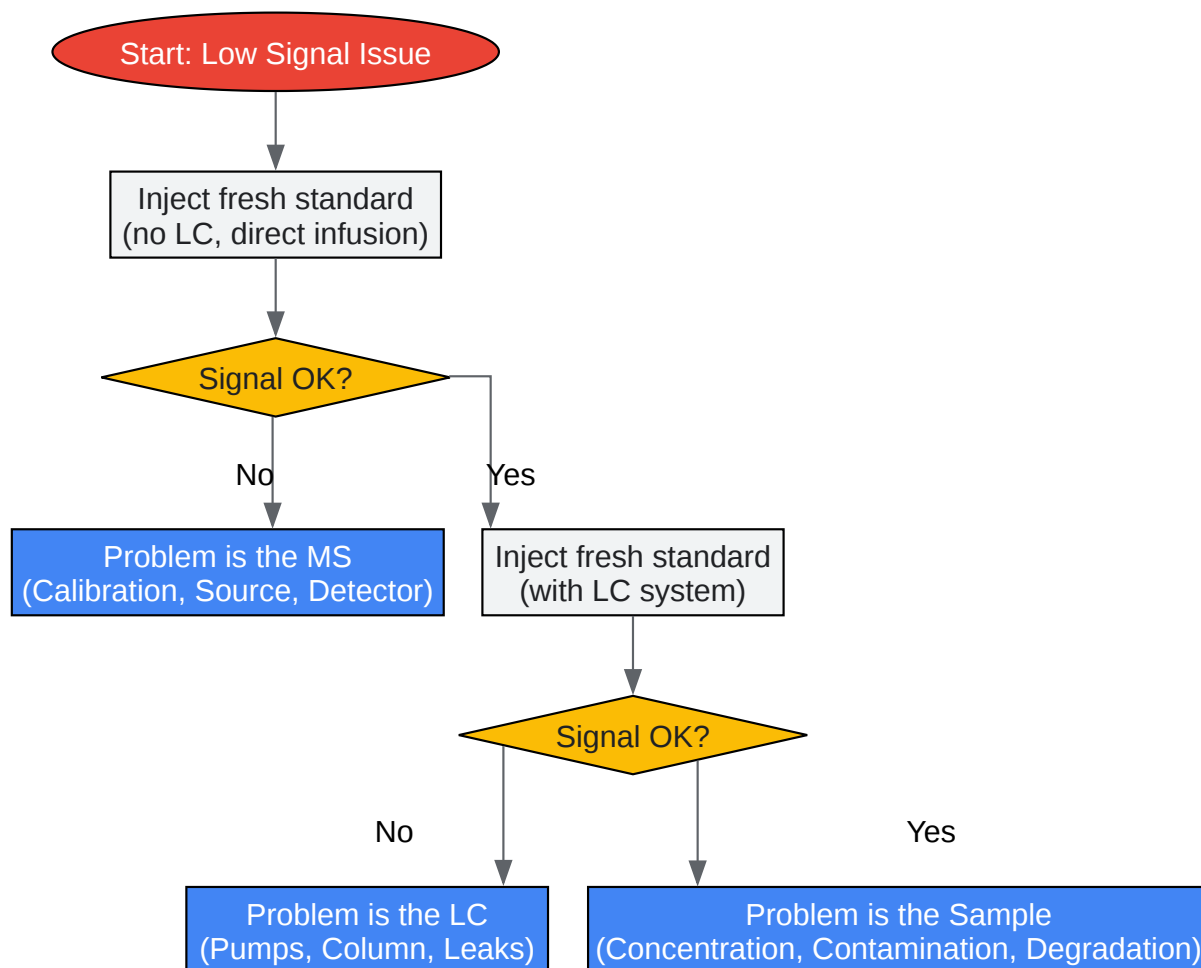 Start: Low Signal Issue
Inject fresh standard
(no LC, direct infusion)
Signal OK?
No
Yes
Problem is the MS
(Calibration, Source, Detector)
Inject fresh standard
(with LC system)
Signal OK?
No
Yes
Problem is the LC
(Pumps, Column, Leaks)
Problem is the Sample
(Concentration, Contamination, Degradation)